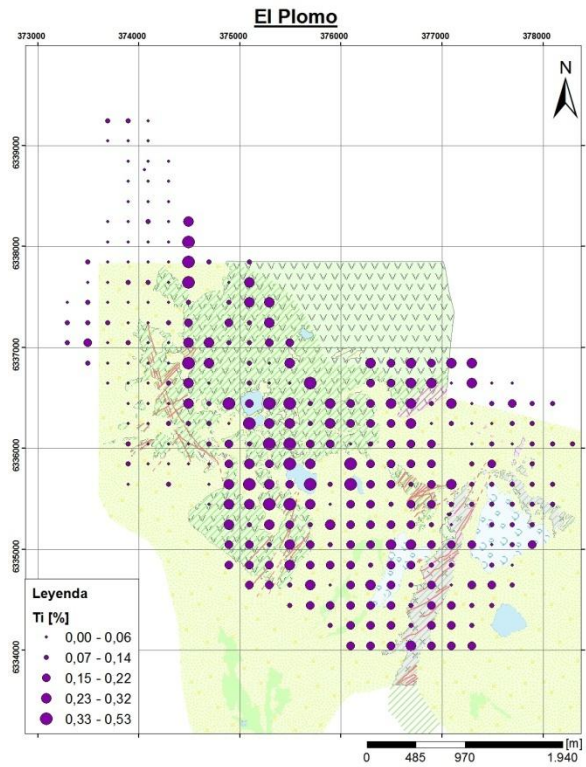 El Plomo
373000 374000 375000 376000 377000 378000
N
6339000
6338000
6337000
6336000
6335000
6334000
Leyenda
Ti [%]
0,00 - 0,06
0,07 - 0,14
0,15 - 0,22
0,23 - 0,32
0,33 - 0,53
[m]
0 485 970 1.940